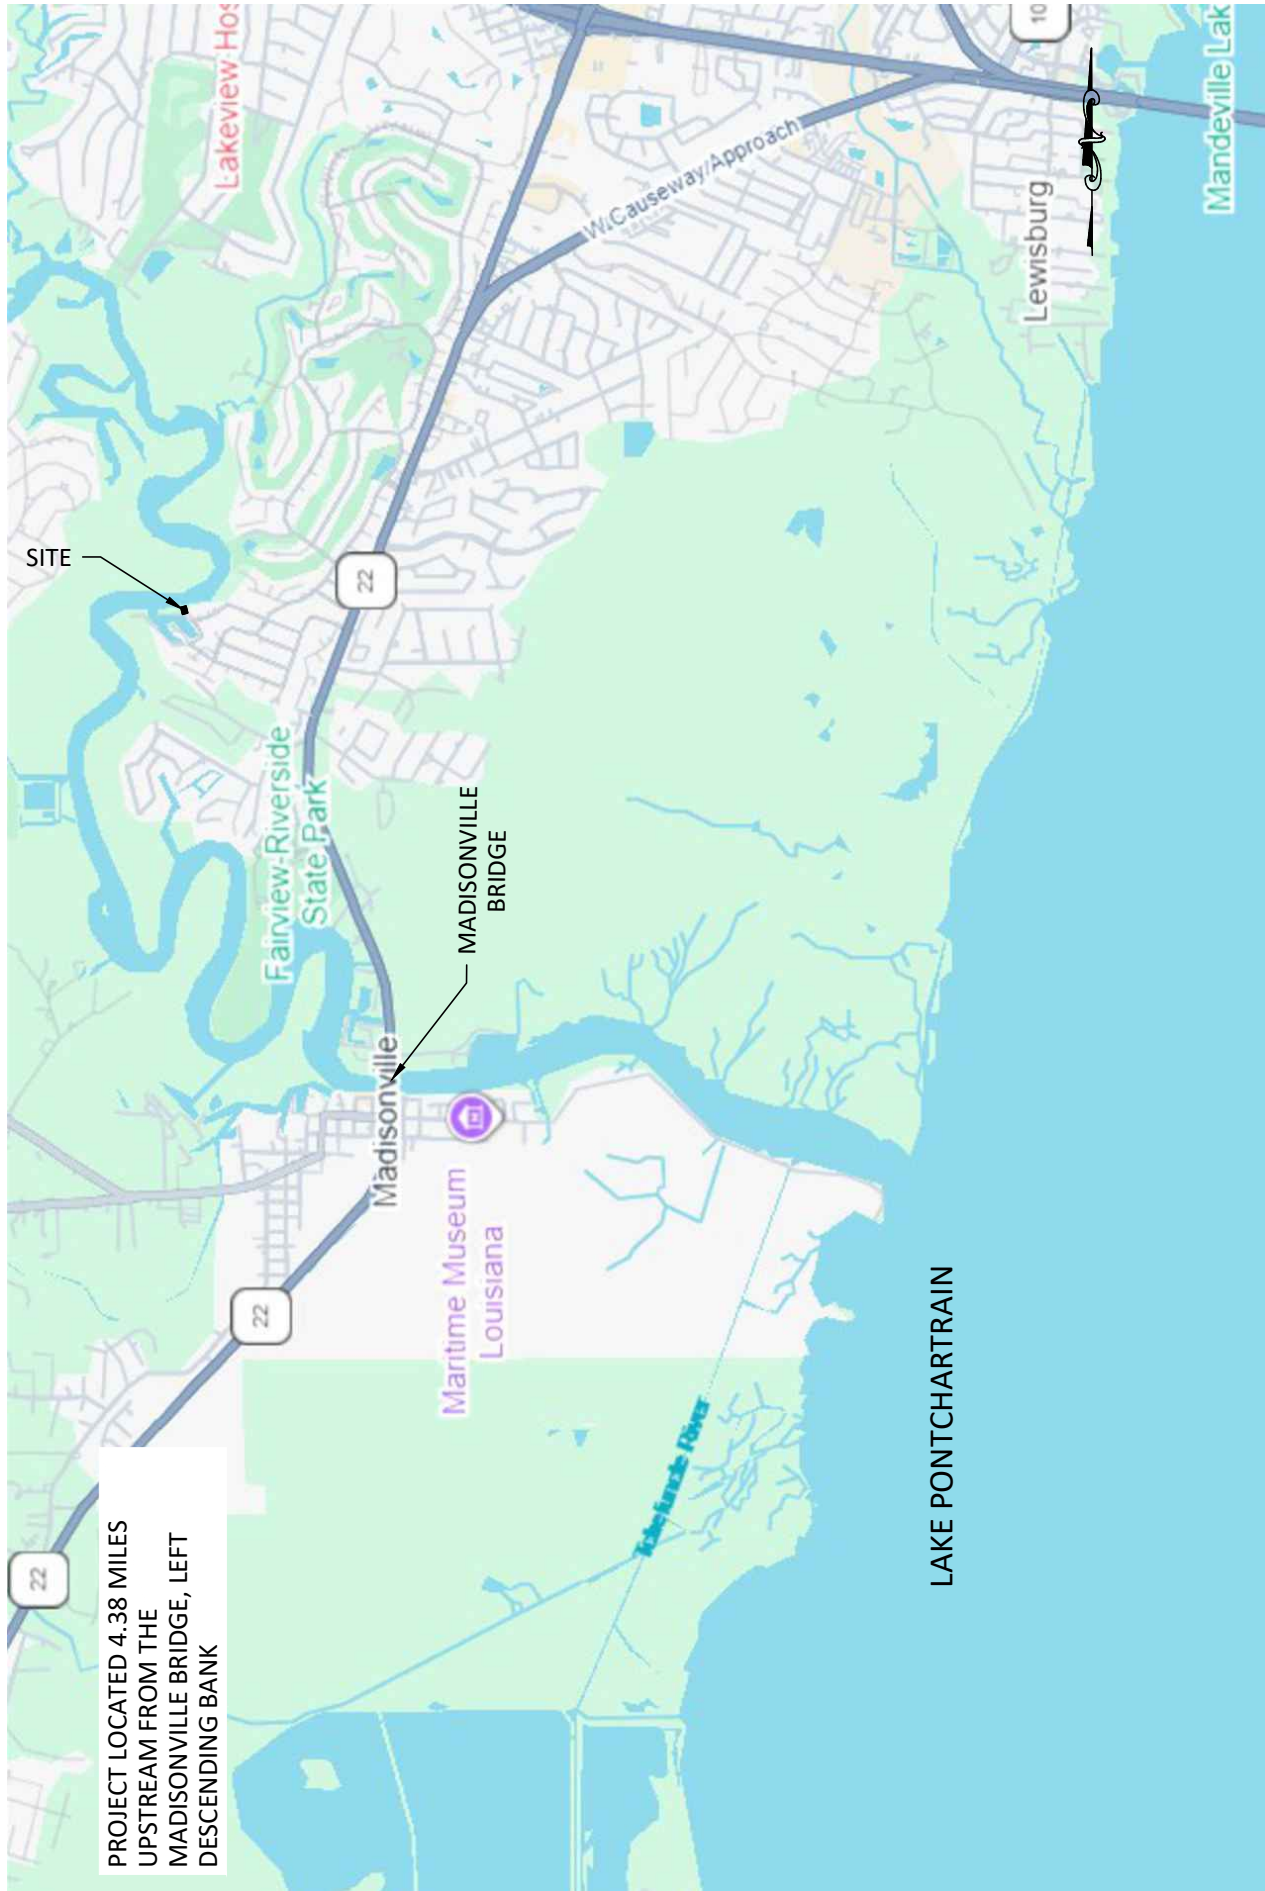 PROJECT LOCATED 4.38 MILES
UPSTREAM FROM THE
MADISONVILLE BRIDGE, LEFT
DESCENDING BANK
22
22
Madisonville
Maritime Museum
Louisiana
MADISONVILLE
BRIDGE
Fairview-Riverside
State Park
SITE
22
Lakeview Hos
W Causeway Approach
Lewisburg
10
Mandeville Lak
Tchefuncte River
LAKE PONTCHARTRAIN